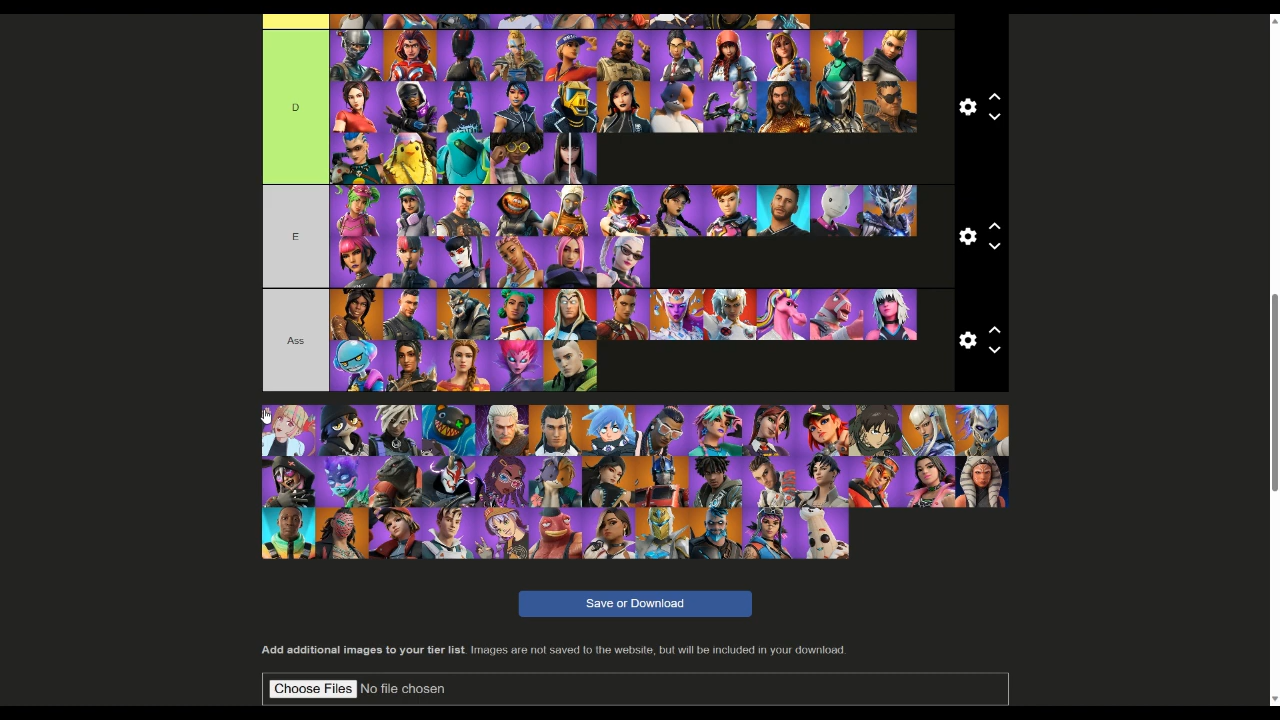 D
E
Ass
Save or Download
Add additional images to your tier list. Images are not saved to the website, but will be included in your download.
Choose Files No file chosen